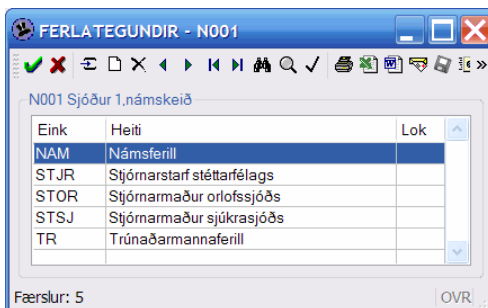 FERLATEGUNDIR - N001
N001 Sjóður 1,námskeið
Eink Heiti Lok
NAM Námsferill
STJR Stjórnarstarf stéttarfélags
STOR Stjórnarmaður orlofssjóðs
STSJ Stjórnarmaður sjúkrasjóðs
TR Trúnaðarmannaferill
Færslur: 5 OVR